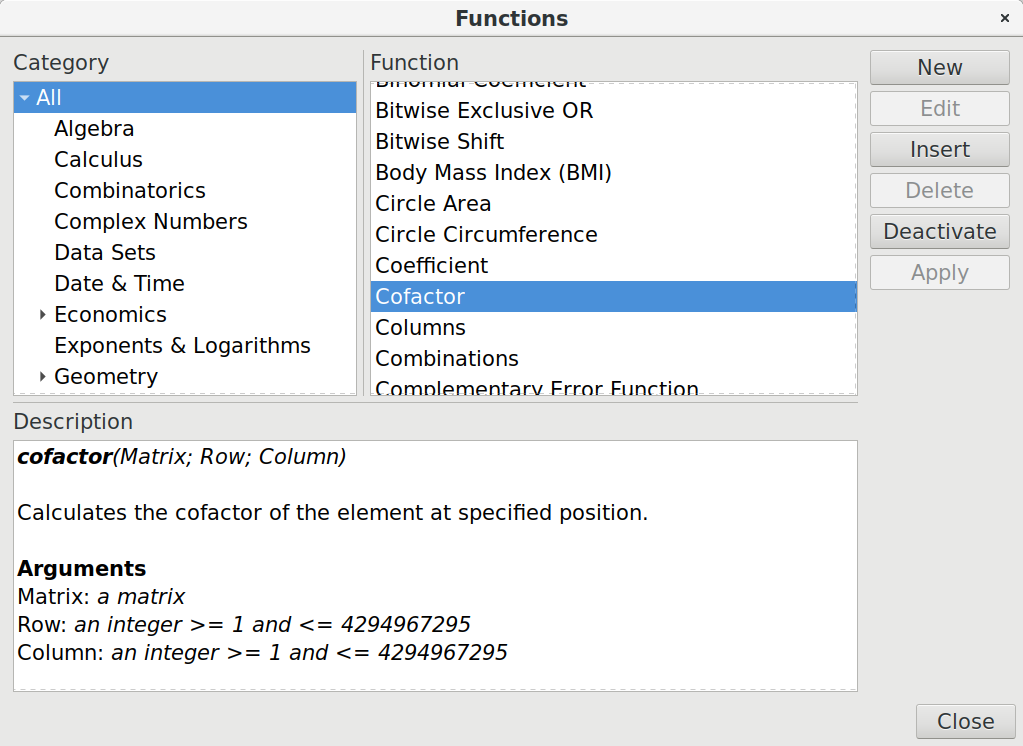 Functions
Category
Function
All
Algebra
Calculus
Combinatorics
Complex Numbers
Data Sets
Date & Time
Economics
Exponents & Logarithms
Geometry
Binomial Coefficient
Bitwise Exclusive OR
Bitwise Shift
Body Mass Index (BMI)
Circle Area
Circle Circumference
Coefficient
Cofactor
Columns
Combinations
Complementary Error Function
New
Edit
Insert
Delete
Deactivate
Apply
Description
cofactor(Matrix; Row; Column)
Calculates the cofactor of the element at specified position.
Arguments
Matrix: a matrix
Row: an integer >= 1 and <= 4294967295
Column: an integer >= 1 and <= 4294967295
Close